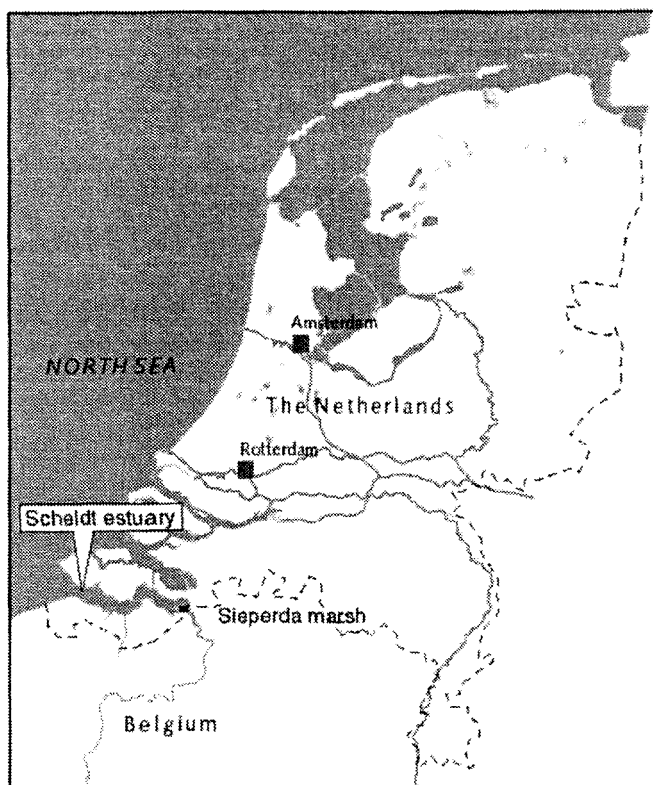 Amsterdam
NORTH SEA
The Netherlands
Rotterdam
Scheldt estuary
Sieperda marsh
Belgium